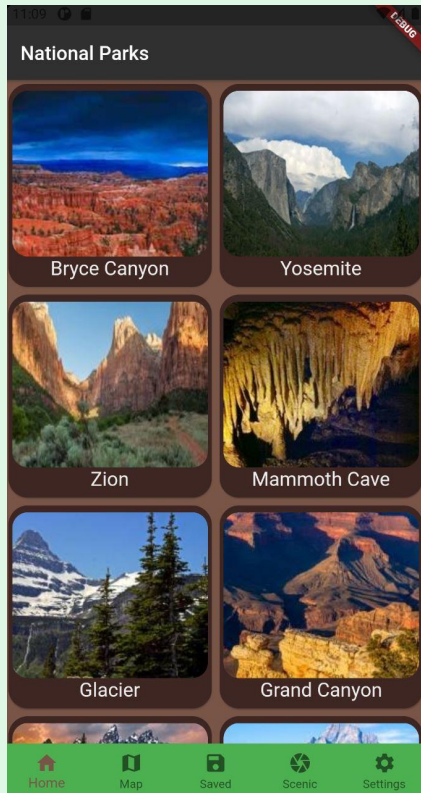 11:09
DEBUG
National Parks
Bryce Canyon
Yosemite
Zion
Mammoth Cave
Glacier
Grand Canyon
Home
Map
Saved
Scenic
Settings